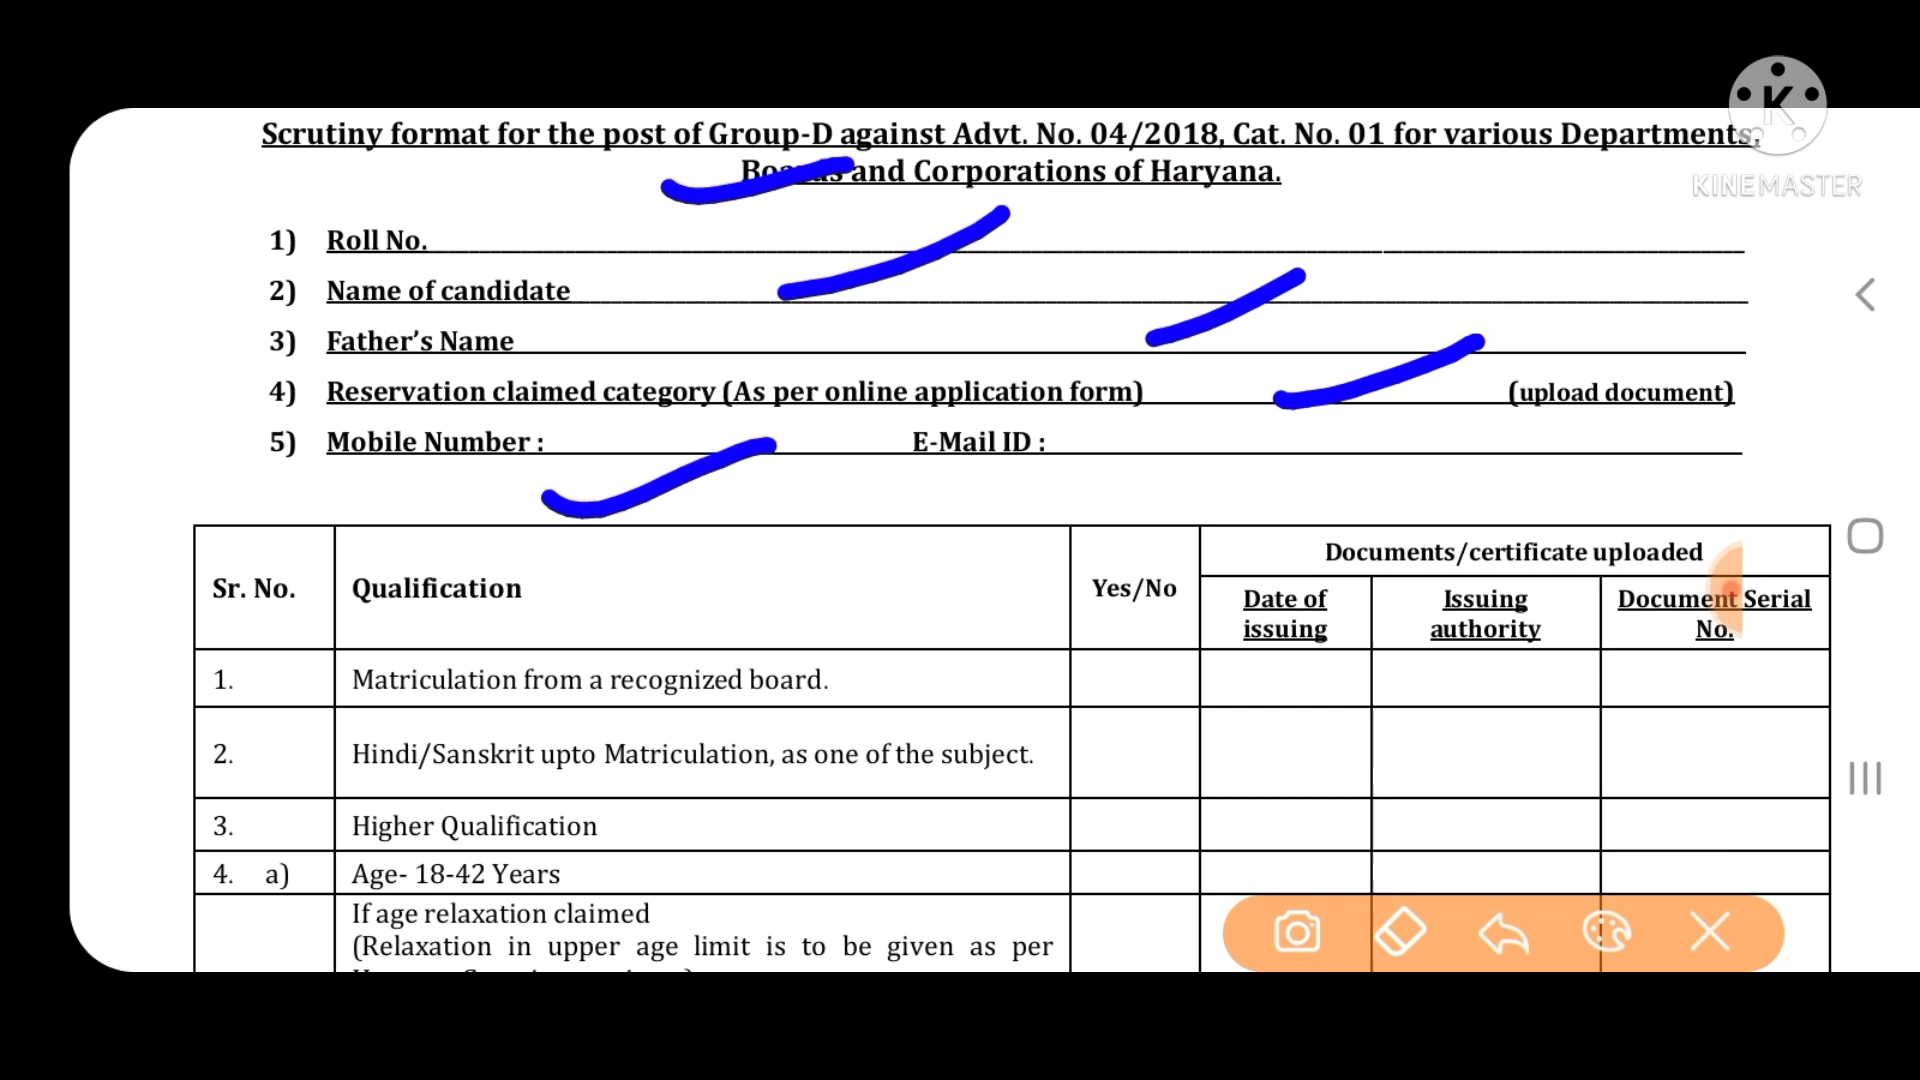 K
KINEMASTER
Scrutiny format for the post of Group-D against Advt. No. 04/2018, Cat. No. 01 for various Departments,
Boards and Corporations of Haryana.
1) Roll No.
2) Name of candidate
3) Father’s Name
4) Reservation claimed category (As per online application form) (upload document)
5) Mobile Number : E-Mail ID :
Sr. No. Qualification Yes/No Documents/certificate uploaded
Date of issuing Issuing authority Document Serial No.
1. Matriculation from a recognized board.
2. Hindi/Sanskrit upto Matriculation, as one of the subject.
3. Higher Qualification
4. a) Age- 18-42 Years
If age relaxation claimed
(Relaxation in upper age limit is to be given as per